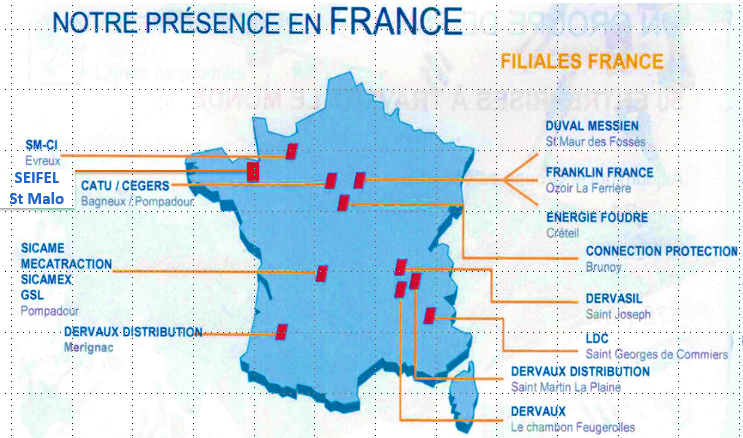 NOTRE PRÉSENCE EN FRANCE
FILIALES FRANCE
SM-CI
Evreux
SEIFEL
St Malo
CATU / CEGERS
Bagneux / Pompadour
SICAME
MECATRACTION
SICAMEX
GSL
Pompadour
DERVAUX DISTRIBUTION
Merignac
DUVAL MESSIEN
St Maur des Fossés
FRANKLIN FRANCE
Ozoir La Ferrière
ENERGIE FOUDRE
Créteil
CONNECTION PROTECTION
Brunoy
DERVASIL
Saint Joseph
LDC
Saint Georges de Commiers
DERVAUX DISTRIBUTION
Saint Martin La Plaine
DERVAUX
Le chambon Feugerolles